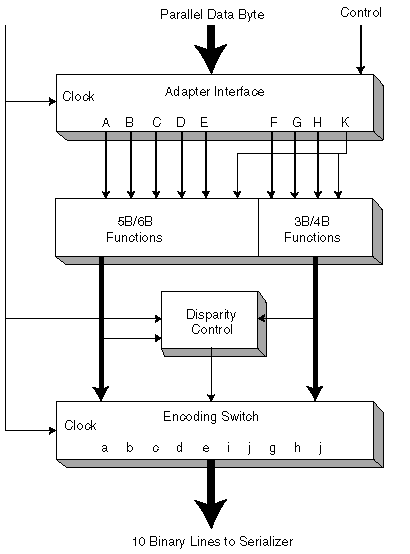 Parallel Data Byte
Control
Adapter Interface
Clock
A B C D E F G H K
5B/6B
Functions
3B/4B
Functions
Disparity
Control
Encoding Switch
Clock
a b c d e i j g h j
10 Binary Lines to Serializer